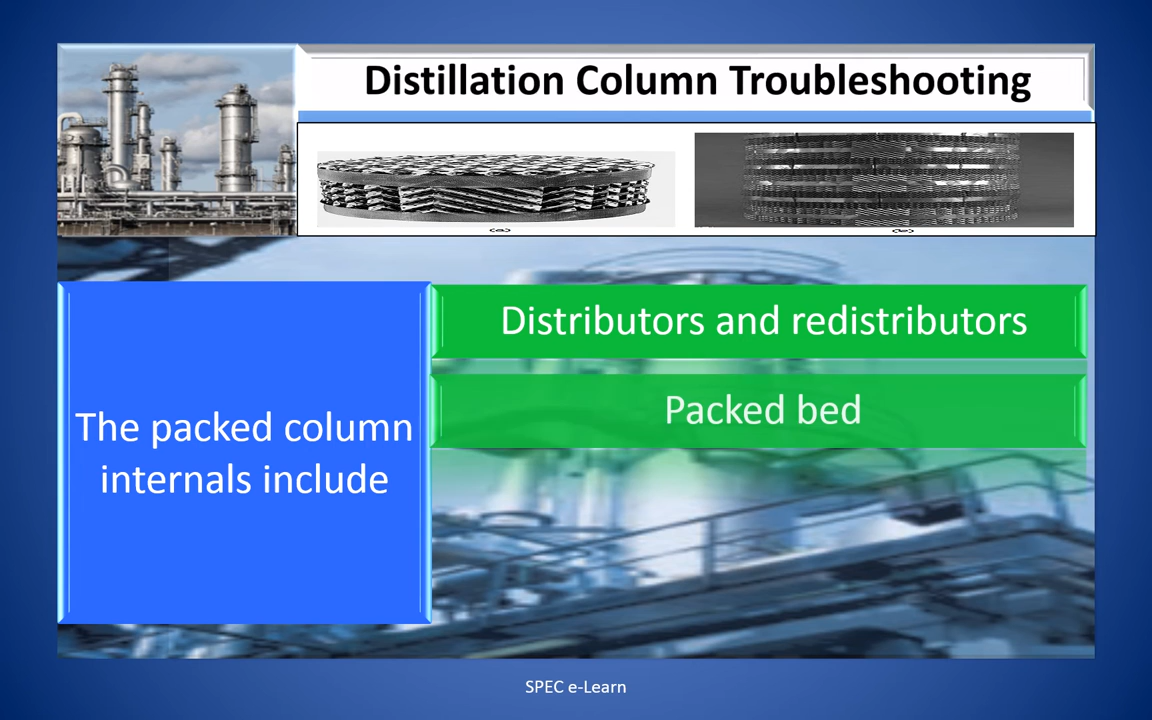 Distillation Column Troubleshooting
The packed column
internals include
Distributors and redistributors
Packed bed
SPEC e-Learn